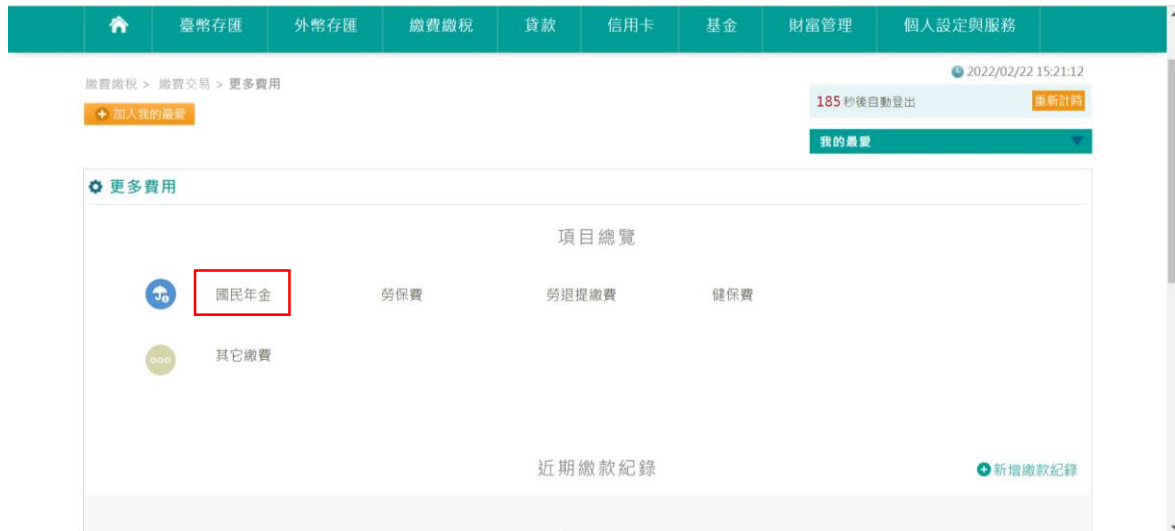 臺幣存匯 外幣存匯 繳費繳稅 貸款 信用卡 基金 財富管理 個人設定與服務
繳費繳稅 > 繳費交易 > 更多費用
2022/02/22 15:21:12
加入我的最愛
185 秒後自動登出 重新計時
我的最愛
更多費用
項目總覽
國民年金 勞保費 勞退提繳費 健保費
其它繳費
近期繳款紀錄
新增繳款紀錄